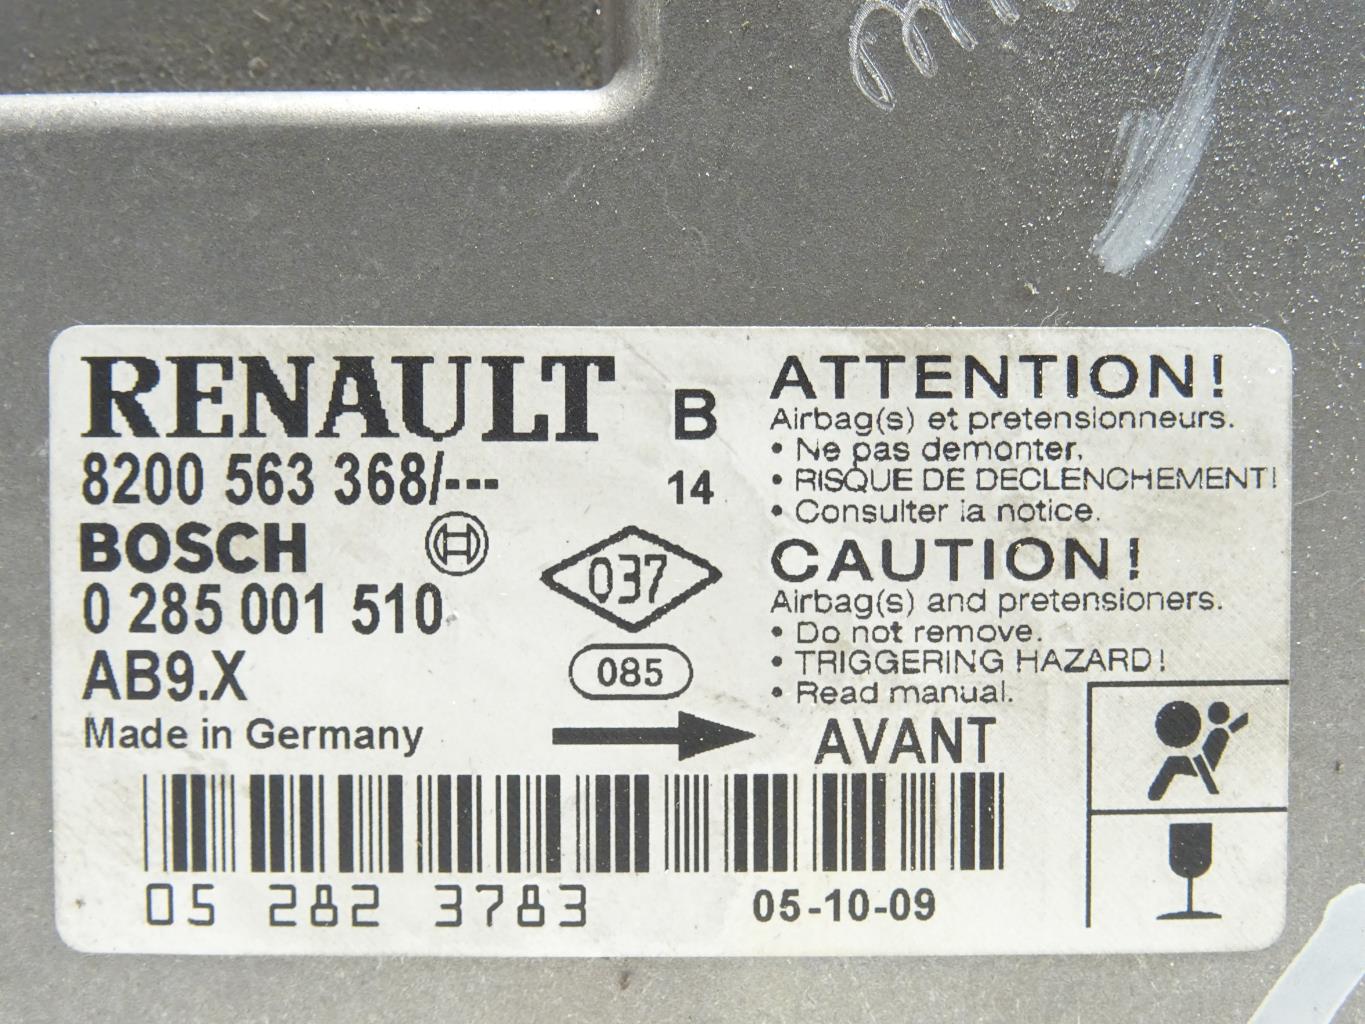 RENAULT
B
8200 563 368/---
14
BOSCH
0 285 001 510
037
AB9.X
085
Made in Germany
ATTENTION!
Airbag(s) et pretensionneurs.
• Ne pas demonter.
• RISQUE DE DECLENCHEMENT!
• Consulter la notice.
CAUTION!
Airbag(s) and pretensioners.
• Do not remove.
• TRIGGERING HAZARD!
• Read manual.
AVANT
05 282 3783
05-10-09